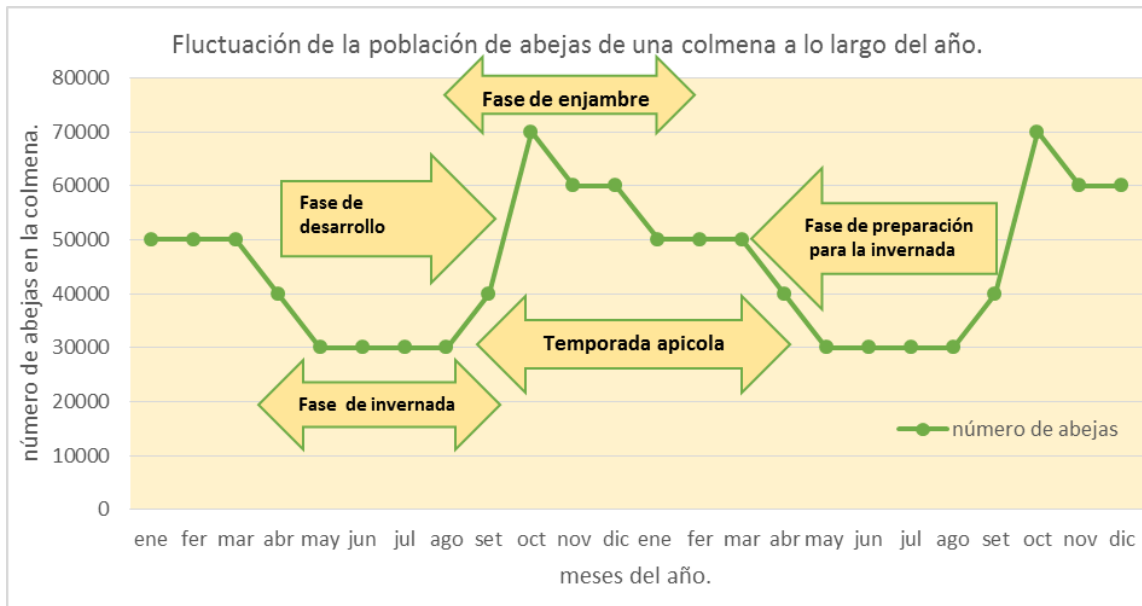 Fluctuación de la población de abejas de una colmena a lo largo del año.
número de abejas en la colmena.
80000
70000
60000
50000
40000
30000
20000
10000
0
Fase de enjambre
Fase de
desarrollo
Fase de preparación
para la invernada
Temporada apicola
Fase de invernada
número de abejas
ene fer mar abr may jun jul ago set oct nov dic ene fer mar abr may jun jul ago set oct nov dic
meses del año.